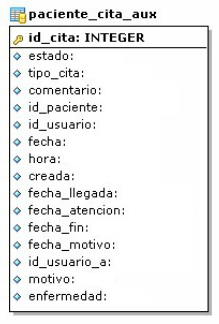 paciente_cita_aux
id_cita: INTEGER
estado:
tipo_cita:
comentario:
id_paciente:
id_usuario:
fecha:
hora:
creada:
fecha_llegada:
fecha_atencion:
fecha_fin:
fecha_motivo:
id_usuario_a:
motivo:
enfermedad: